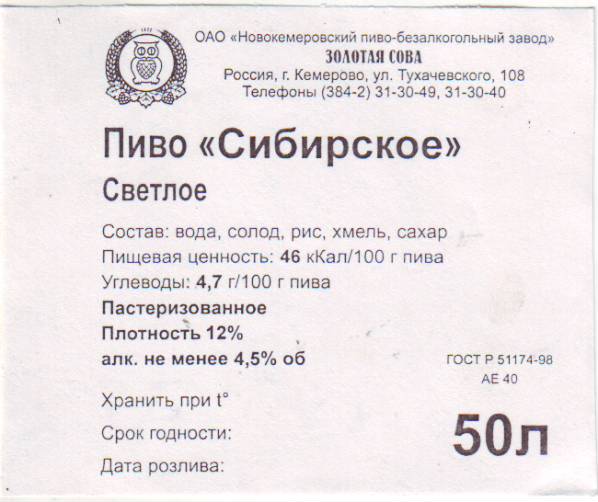 ОАО «Новокемеровский пиво-безалкогольный завод»
ЗОЛОТАЯ СОВА
Россия, г. Кемерово, ул. Тухачевского, 108
Телефоны (384-2) 31-30-49, 31-30-40
Пиво «Сибирское»
Светлое
Состав: вода, солод, рис, хмель, сахар
Пищевая ценность: 46 кКал/100 г пива
Углеводы: 4,7 г/100 г пива
Пастеризованное
Плотность 12%
алк. не менее 4,5% об
ГОСТ Р 51174-98
АЕ 40
Хранить при t°
Срок годности:
50л
Дата розлива: